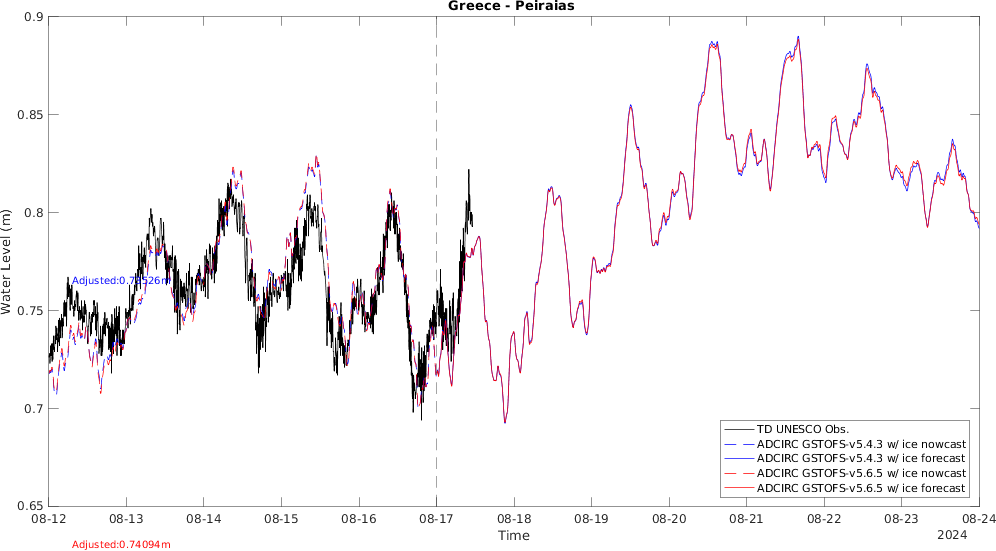 Greece - Peiraias
0.9
0.85
0.8
0.75
0.7
0.65
Water Level (m)
Adjusted:0.73526m
TD UNESCO Obs.
ADCIRC GSTOFS-v5.4.3 w/ ice nowcast
ADCIRC GSTOFS-v5.4.3 w/ ice forecast
ADCIRC GSTOFS-v5.6.5 w/ ice nowcast
ADCIRC GSTOFS-v5.6.5 w/ ice forecast
08-12 08-13 08-14 08-15 08-16 08-17 08-18 08-19 08-20 08-21 08-22 08-23 08-24
Time
2024
Adjusted:0.74094m